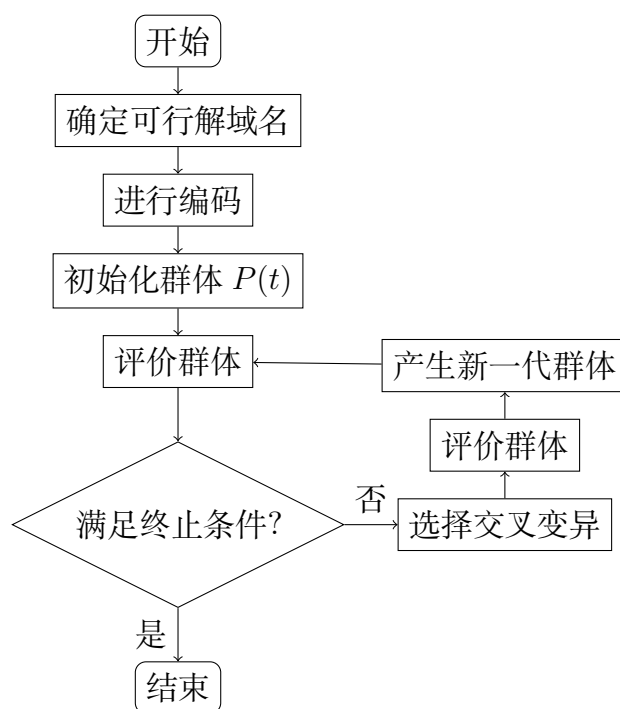 开始
确定可行解域名
进行编码
初始化群体 P(t)
评价群体
产生新一代群体
评价群体
满足终止条件?
否
选择交叉变异
是
结束